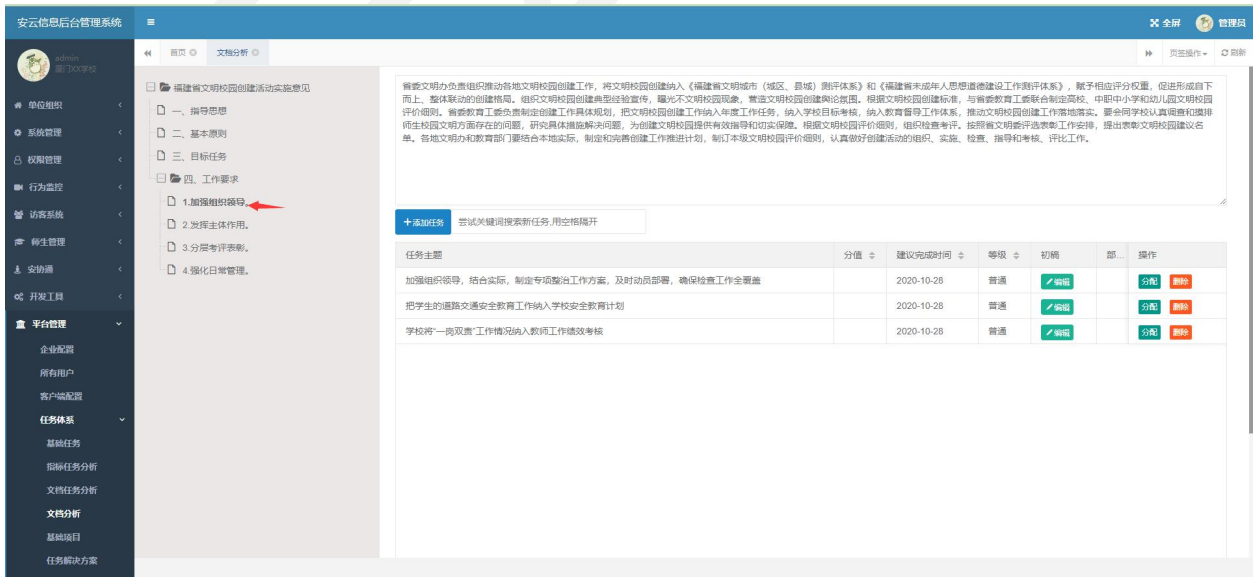 安云信息后台管理系统
全屏
管理员
admin
首页
文档分析
页签操作
刷新
单位组织
系统管理
权限管理
行为监控
访客系统
师生管理
安协通
开发工具
平台管理
企业配置
所有用户
客户端配置
任务体系
基础任务
指标任务分析
文档任务分析
文档分析
基础项目
任务解决方案
福建省文明校园创建活动实施意见
一、指导思想
二、基本原则
三、目标任务
四、工作要求
1.加强组织领导。
2.发挥主体作用。
3.分层考评表彰。
4.强化日常管理。
省委文明办负责组织推动各地文明校园创建工作，将文明校园创建纳入《福建省文明城市（城区、县城）测评体系》和《福建省未成年人思想道德建设工作测评体系》，赋予相应评分权重，促进形成自下
而上、整体联动的创建格局。组织文明校园创建典型经验宣传，曝光不文明校园现象，营造文明校园创建舆论氛围。根据文明校园创建标准，与省委教育工委联合制定高校、中职中小学和幼儿园文明校园
评价细则。省委教育工委负责制定创建工作具体规划，把文明校园创建工作纳入年度工作任务，纳入学校目标考核，纳入教育督导工作体系，推动文明校园创建工作落地落实。要会同学校认真调查和摸排
师生校园文明方面存在的问题，研究具体措施解决问题，为创建文明校园提供有效指导和切实保障。根据文明校园评价细则，组织检查考评。按照省文明委评选表彰工作安排，提出表彰文明校园建议名
单。各地文明办和教育部门要结合本地实际，制定和完善创建工作推进计划，制订本级文明校园评价细则，认真做好创建活动的组织、实施、检查、指导和考核、评比工作。
+添加任务 尝试关键词搜索新任务,用空格隔开
任务主题 分值 建议完成时间 等级 初稿 部... 操作
加强组织领导，结合实际，制定专项整治工作方案，及时动员部署，确保检查工作全覆盖 2020-10-28 普通 编辑 分配 删除
把学生的道路交通安全教育工作纳入学校安全教育计划 2020-10-28 普通 编辑 分配 删除
学校将“一岗双责”工作情况纳入教师工作绩效考核 2020-10-28 普通 编辑 分配 删除